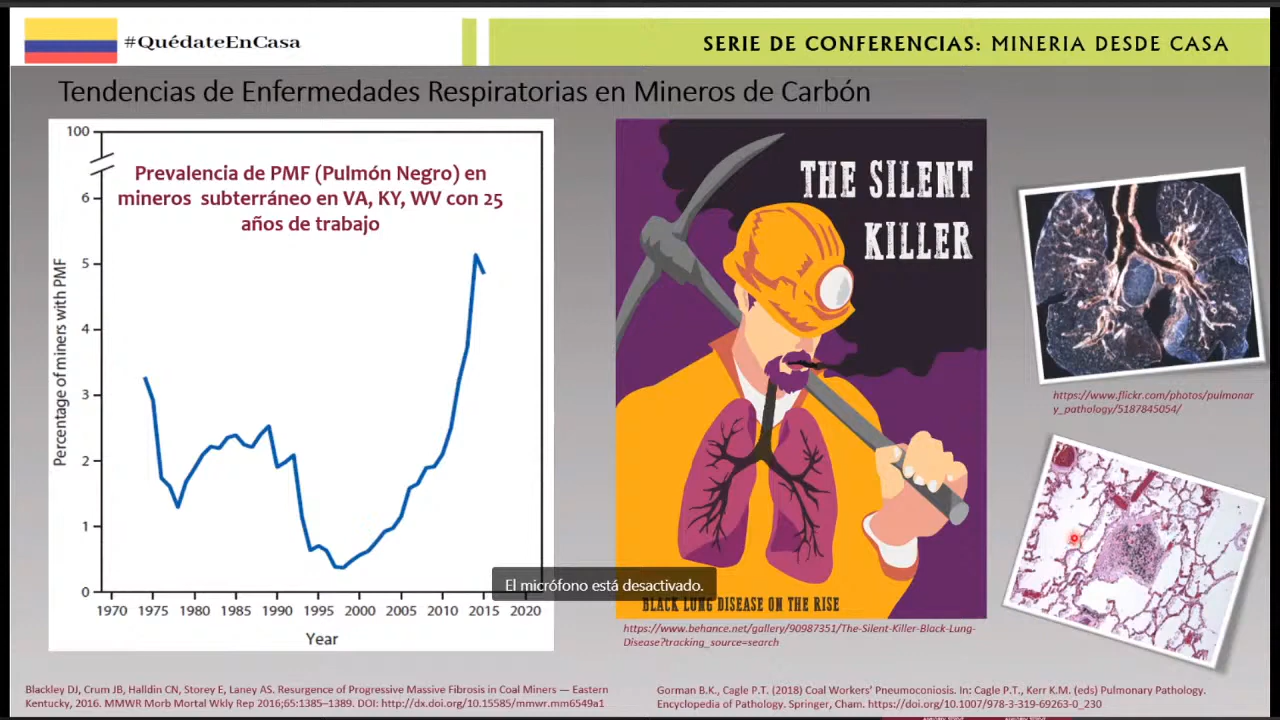 #QuédateEnCasa
SERIE DE CONFERENCIAS: MINERIA DESDE CASA
Tendencias de Enfermedades Respiratorias en Mineros de Carbón
Prevalencia de PMF (Pulmón Negro) en
mineros subterráneo en VA, KY, WV con 25
años de trabajo
Percentage of miners with PMF
100
6
5
4
3
2
1
0
1970 1975 1980 1985 1990 1995 2000 2005 2010 2015 2020
Year
THE SILENT
KILLER
BLACK LUNG DISEASE ON THE RISE
El micrófono está desactivado.
https://www.behance.net/gallery/90987351/The-Silent-Killer-Black-Lung-
Disease?tracking_source=search
https://www.flickr.com/photos/pulmonar
y_pathology/5187845054/
Blackley DJ, Crum JB, Halldin CN, Storey E, Laney AS. Resurgence of Progressive Massive Fibrosis in Coal Miners — Eastern
Kentucky, 2016. MMWR Morb Mortal Wkly Rep 2016;65:1385–1389. DOI: http://dx.doi.org/10.15585/mmwr.mm6549a1
Gorman B.K., Cagle P.T. (2018) Coal Workers' Pneumoconiosis. In: Cagle P.T., Kerr K.M. (eds) Pulmonary Pathology.
Encyclopedia of Pathology. Springer, Cham. https://doi.org/10.1007/978-3-319-69263-0_230